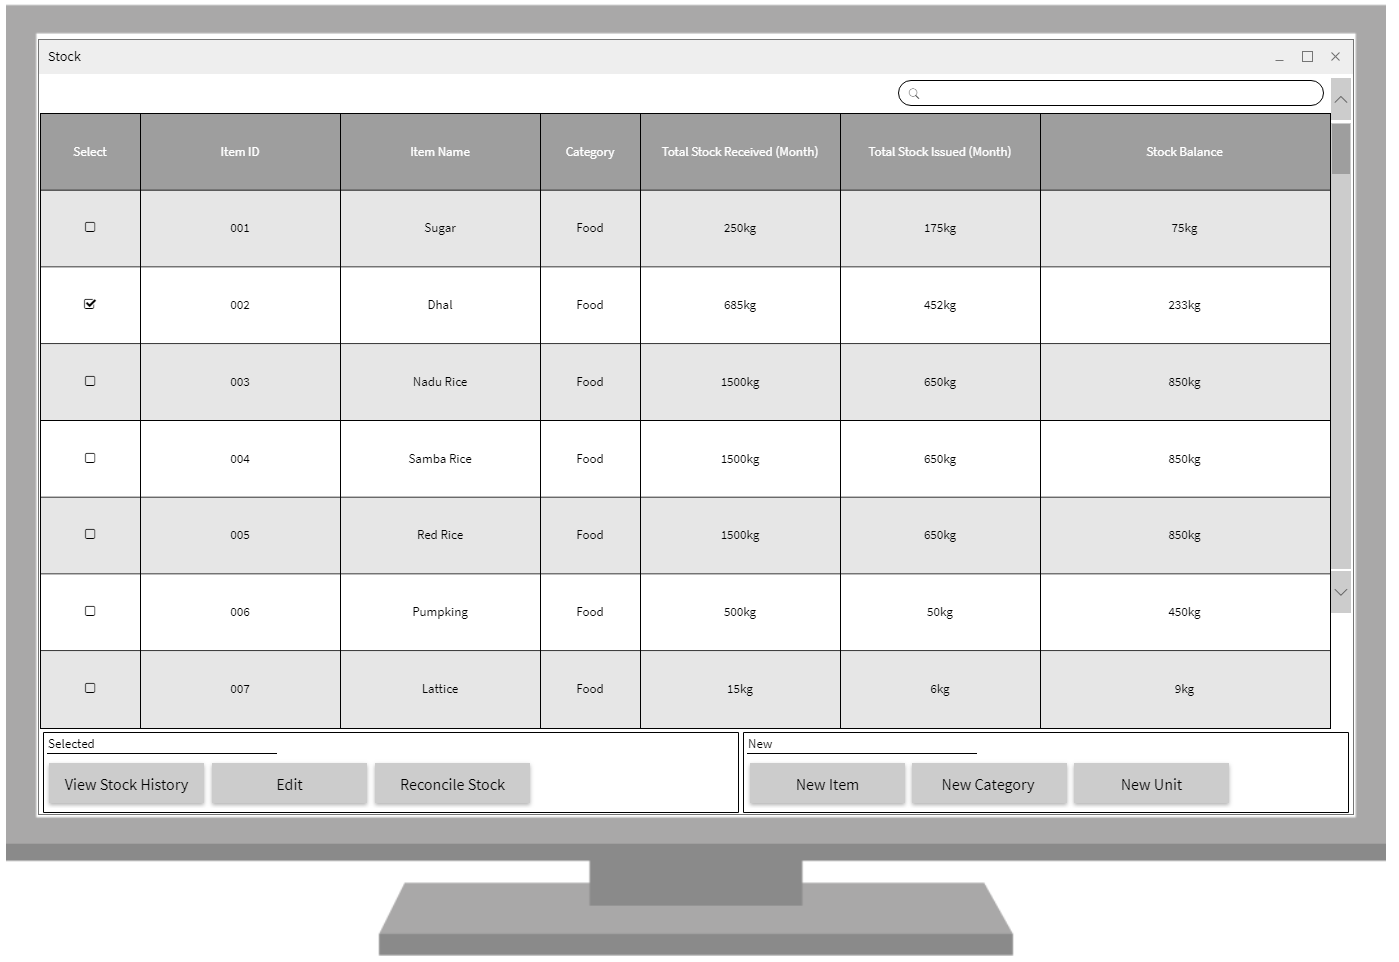 Stock
Select Item ID Item Name Category Total Stock Received (Month) Total Stock Issued (Month) Stock Balance
001 Sugar Food 250kg 175kg 75kg
002 Dhal Food 685kg 452kg 233kg
003 Nadu Rice Food 1500kg 650kg 850kg
004 Samba Rice Food 1500kg 650kg 850kg
005 Red Rice Food 1500kg 650kg 850kg
006 Pumpking Food 500kg 50kg 450kg
007 Lattice Food 15kg 6kg 9kg
Selected
View Stock History Edit Reconcile Stock
New
New Item New Category New Unit